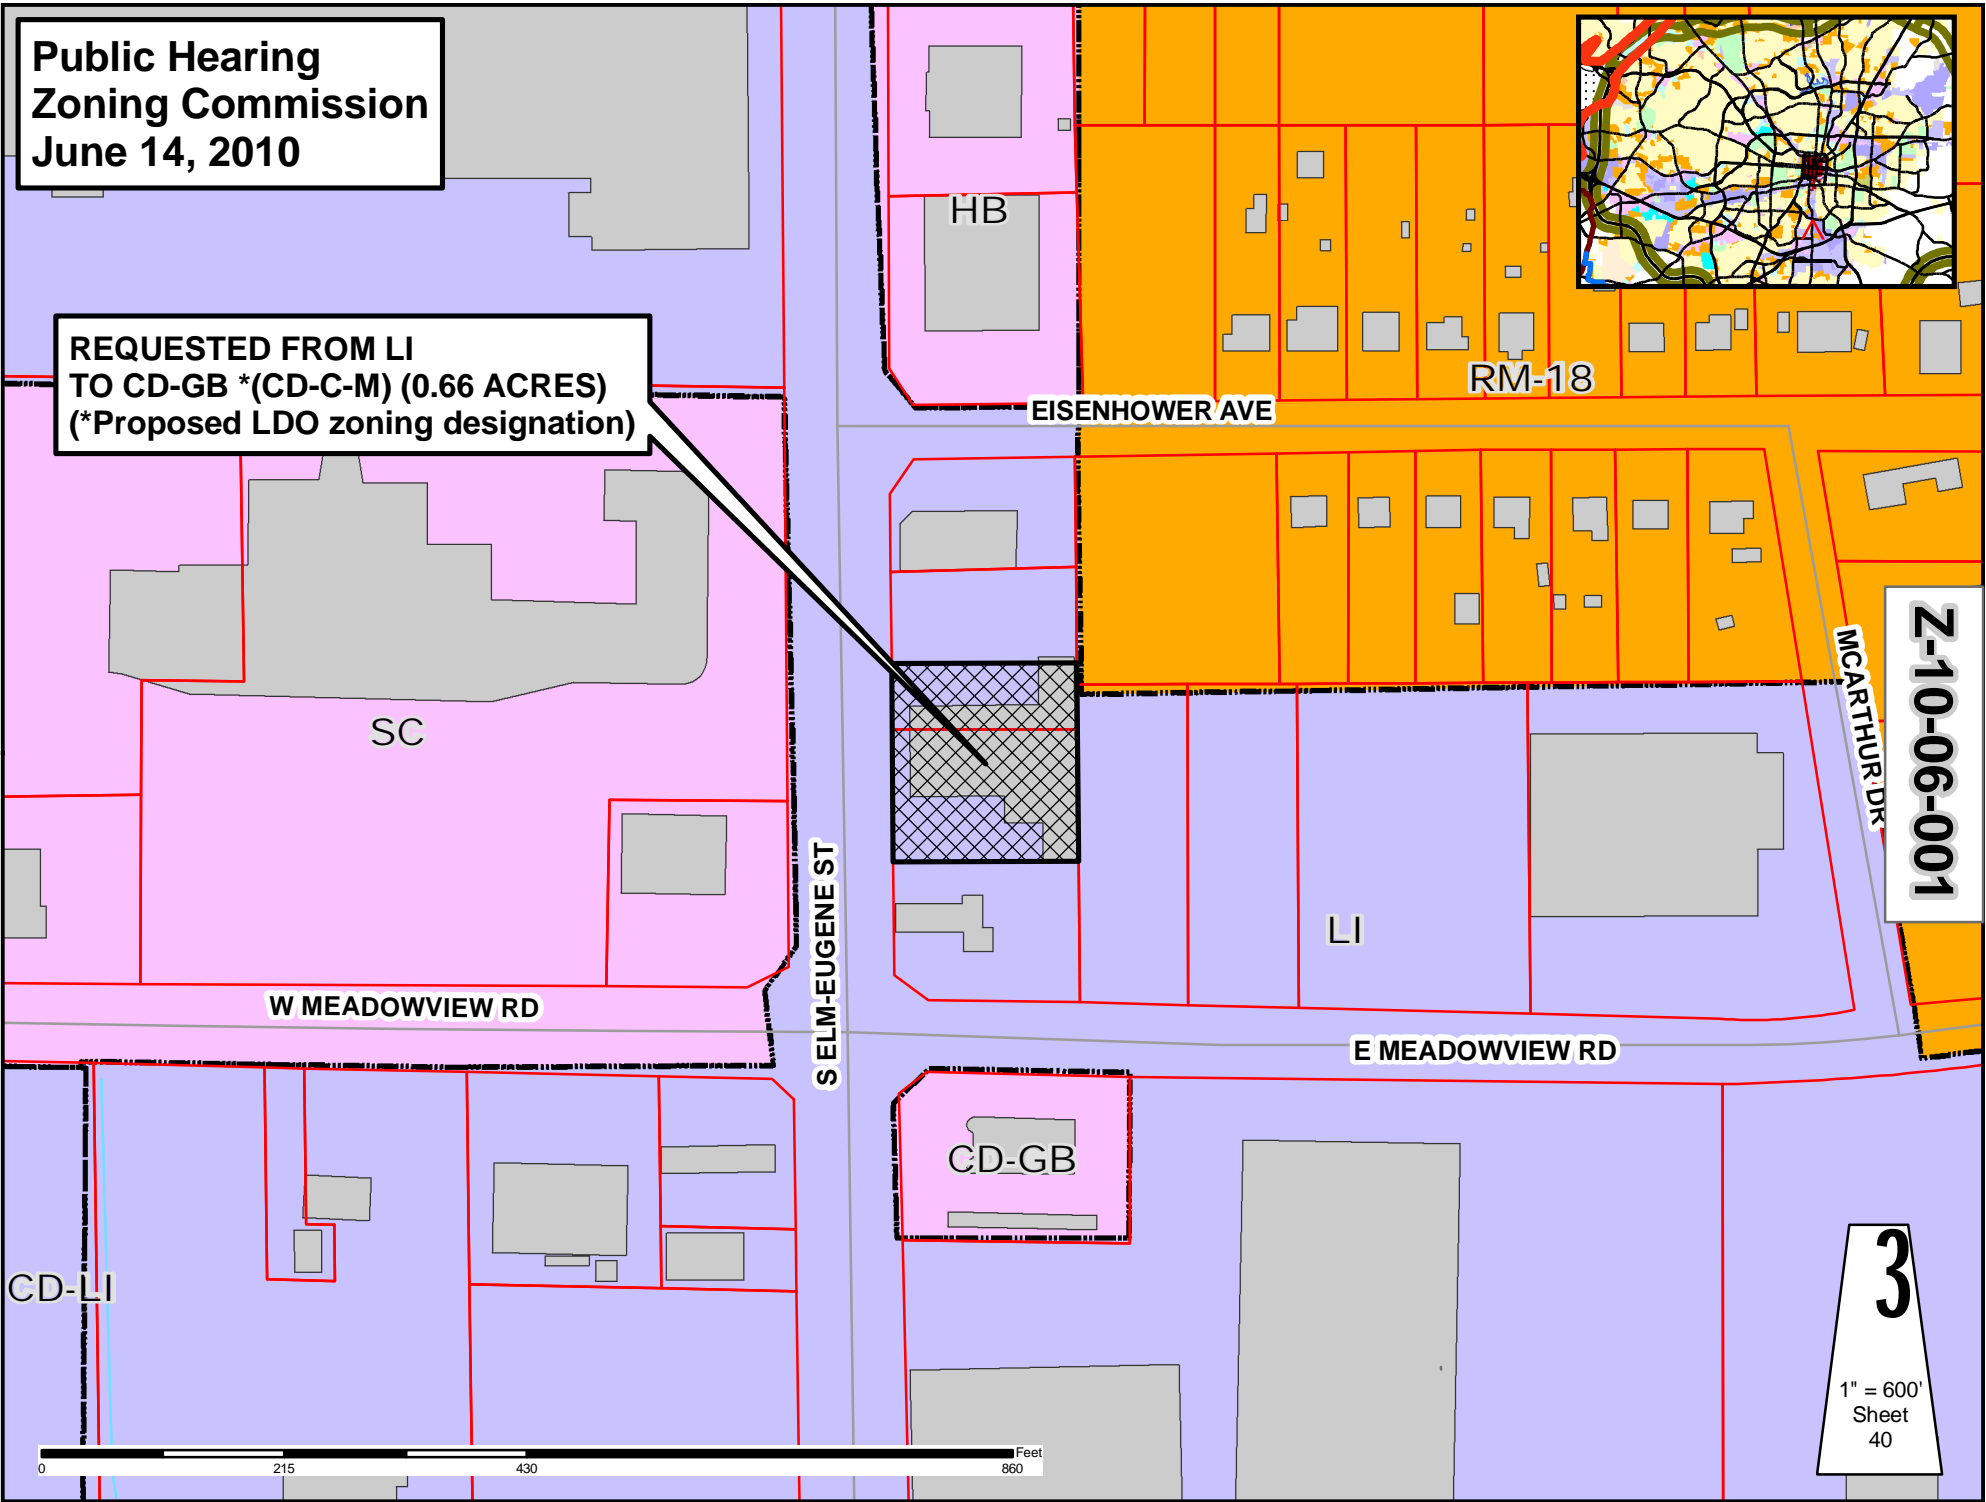 Public Hearing
Zoning Commission
June 14, 2010
HB
REQUESTED FROM LI
TO CD-GB *(CD-C-M) (0.66 ACRES)
(*Proposed LDO zoning designation)
RM-18
EISENHOWER AVE
Z-10-06-001
MCARTHUR DR
SC
S ELM-EUGENE ST
LI
W MEADOWVIEW RD
E MEADOWVIEW RD
CD-GB
CD-LI
3
1" = 600'
Sheet
40
Feet
0 215 430 860